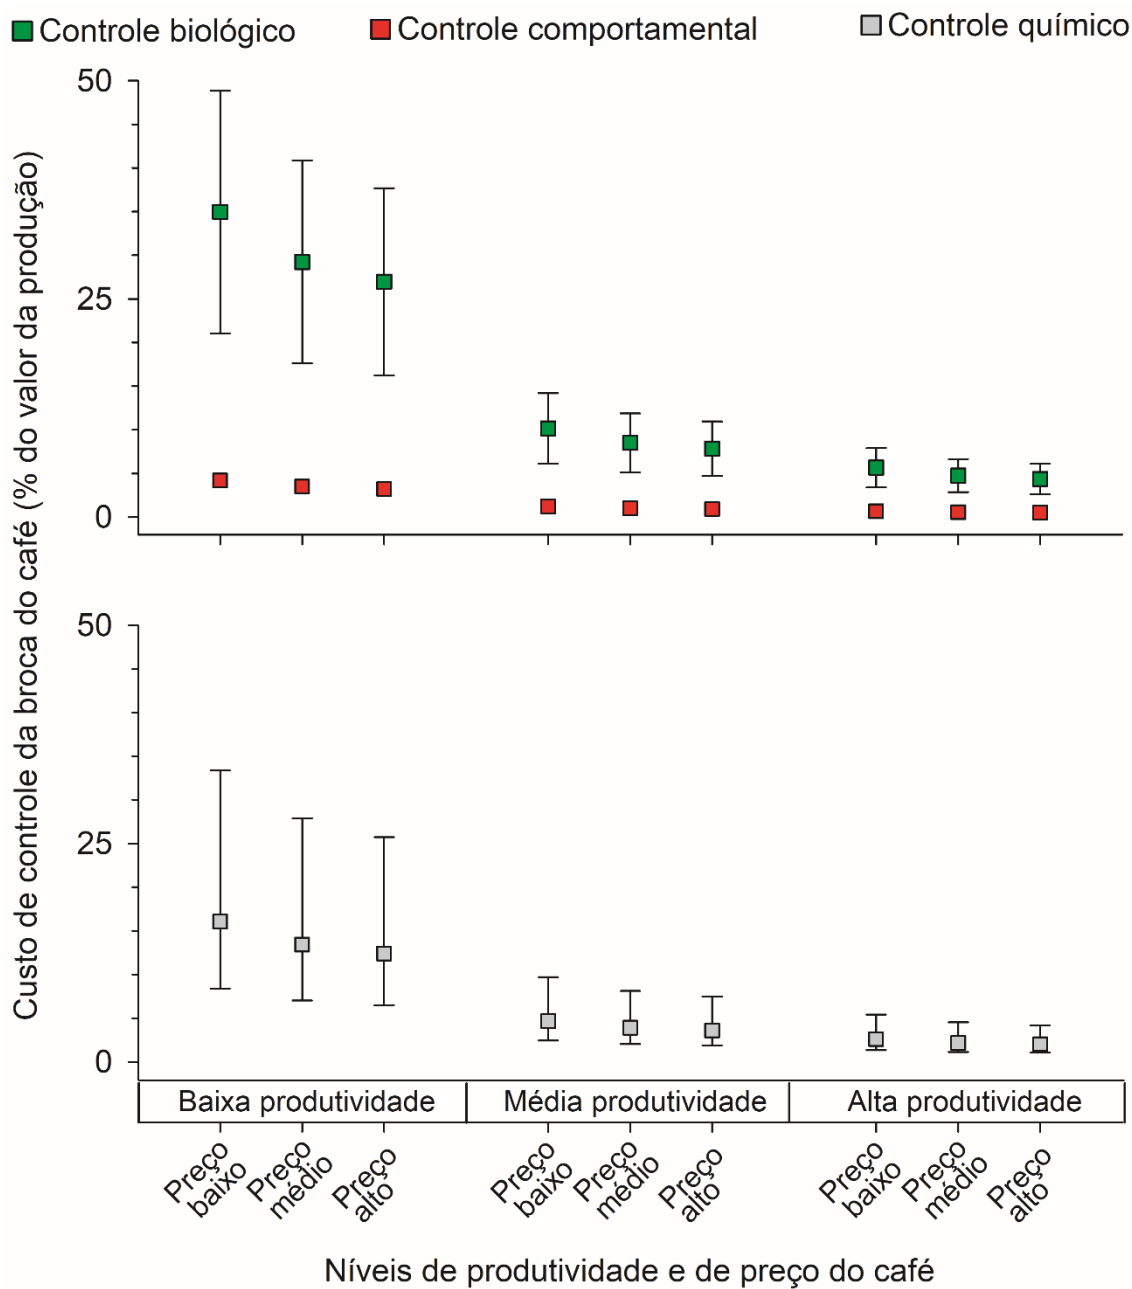 Controle biológico
Controle comportamental
Controle químico
Custo de controle da broca do café (% do valor da produção)
50
25
0
50
25
0
Baixa produtividade
Média produtividade
Alta produtividade
Preço
baixo
Preço
médio
Preço
alto
Preço
baixo
Preço
médio
Preço
alto
Preço
baixo
Preço
médio
Preço
alto
Níveis de produtividade e de preço do café